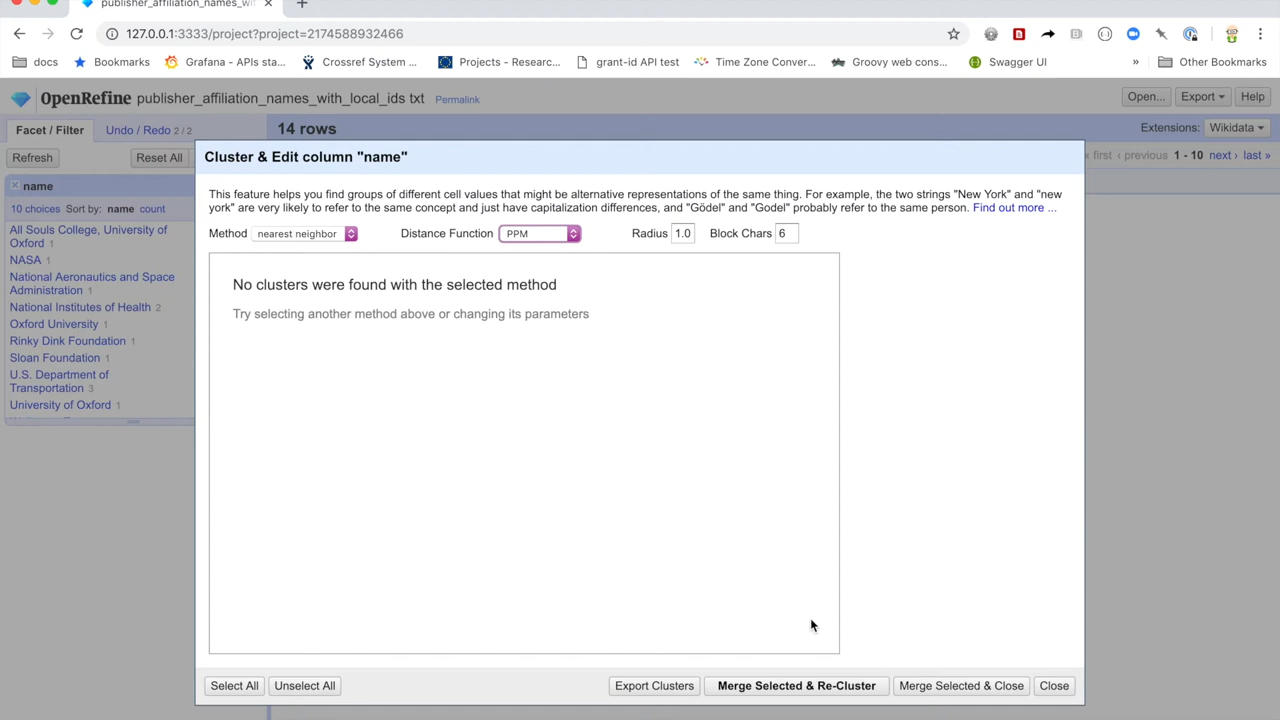 publisher_affiliation_names_wi
127.0.0.1:3333/project?project=2174588932466
docs Bookmarks Grafana - APIs sta... Crossref System ... Projects - Researc... grant-id API test Time Zone Conver... Groovy web cons... Swagger UI » Other Bookmarks
OpenRefine publisher_affiliation_names_with_local_ids txt Permalink Open... Export Help
Facet / Filter Undo / Redo 2 / 2 14 rows Extensions: Wikidata
Refresh Reset All « first ‹ previous 1 - 10 next › last »
name
10 choices Sort by: name count
All Souls College, University of
Oxford 1
NASA 1
National Aeronautics and Space
Administration 1
National Institutes of Health 2
Oxford University 1
Rinky Dink Foundation 1
Sloan Foundation 1
U.S. Department of
Transportation 3
University of Oxford 1
Cluster & Edit column "name"
This feature helps you find groups of different cell values that might be alternative representations of the same thing. For example, the two strings "New York" and "new
york" are very likely to refer to the same concept and just have capitalization differences, and "Gödel" and "Godel" probably refer to the same person. Find out more ...
Method nearest neighbor Distance Function PPM Radius 1.0 Block Chars 6
No clusters were found with the selected method
Try selecting another method above or changing its parameters
Select All Unselect All Export Clusters Merge Selected & Re-Cluster Merge Selected & Close Close